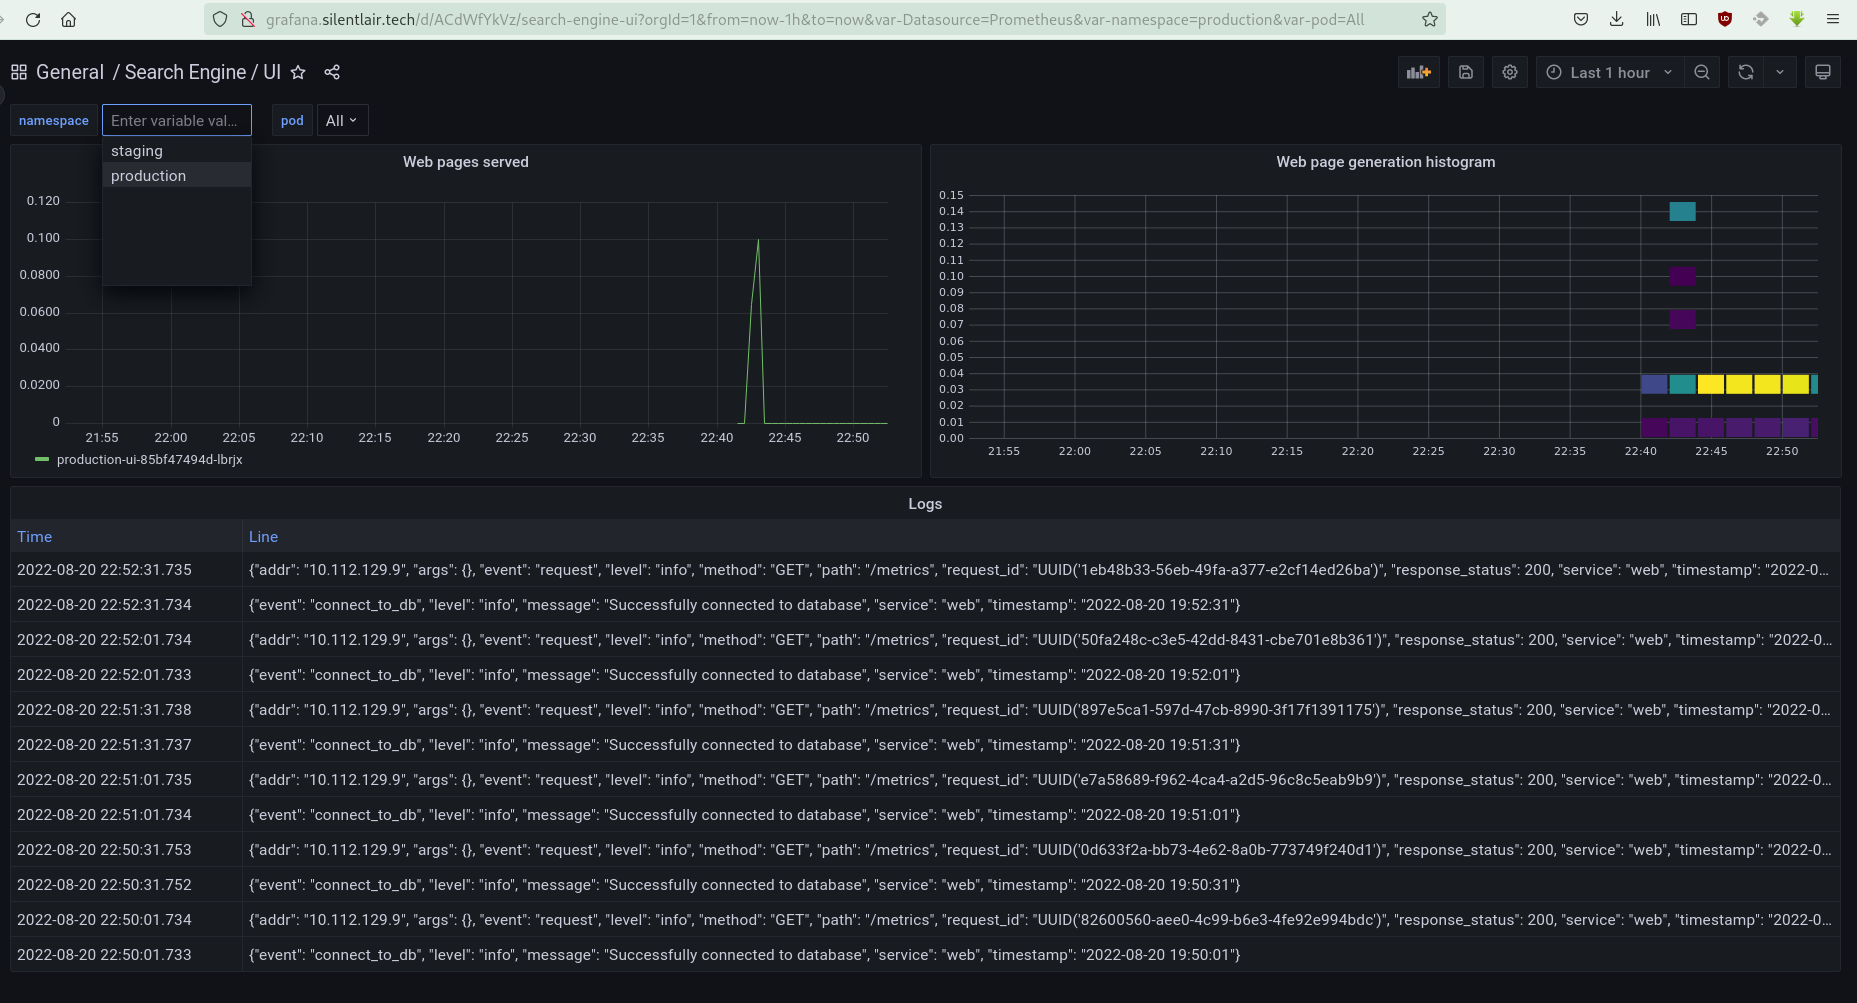 grafana.silentlair.tech/d/ACdWfYkVz/search-engine-ui?orgId=1&from=now-1h&to=now&var-Datasource=Prometheus&var-namespace=production&var-pod=All
General / Search Engine / UI
Last 1 hour
namespace Enter variable val... pod All
staging
production
Web pages served
0.120
0.100
0.0800
0.0600
0.0400
0.0200
0
21:55 22:00 22:05 22:10 22:15 22:20 22:25 22:30 22:35 22:40 22:45 22:50
production-ui-85bf47494d-lbrjx
Web page generation histogram
0.15
0.14
0.13
0.12
0.11
0.10
0.09
0.08
0.07
0.06
0.05
0.04
0.03
0.02
0.01
0.00
21:55 22:00 22:05 22:10 22:15 22:20 22:25 22:30 22:35 22:40 22:45 22:50
Logs
Time Line
2022-08-20 22:52:31.735 {"addr": "10.112.129.9", "args": {}, "event": "request", "level": "info", "method": "GET", "path": "/metrics", "request_id": "UUID('1eb48b33-56eb-49fa-a377-e2cf14ed26ba')", "response_status": 200, "service": "web", "timestamp": "2022-0...
2022-08-20 22:52:31.734 {"event": "connect_to_db", "level": "info", "message": "Successfully connected to database", "service": "web", "timestamp": "2022-08-20 19:52:31"}
2022-08-20 22:52:01.734 {"addr": "10.112.129.9", "args": {}, "event": "request", "level": "info", "method": "GET", "path": "/metrics", "request_id": "UUID('50fa248c-c3e5-42dd-8431-cbe701e8b361')", "response_status": 200, "service": "web", "timestamp": "2022-0...
2022-08-20 22:52:01.733 {"event": "connect_to_db", "level": "info", "message": "Successfully connected to database", "service": "web", "timestamp": "2022-08-20 19:52:01"}
2022-08-20 22:51:31.738 {"addr": "10.112.129.9", "args": {}, "event": "request", "level": "info", "method": "GET", "path": "/metrics", "request_id": "UUID('897e5ca1-597d-47cb-8990-3f17f1391175')", "response_status": 200, "service": "web", "timestamp": "2022-0...
2022-08-20 22:51:31.737 {"event": "connect_to_db", "level": "info", "message": "Successfully connected to database", "service": "web", "timestamp": "2022-08-20 19:51:31"}
2022-08-20 22:51:01.735 {"addr": "10.112.129.9", "args": {}, "event": "request", "level": "info", "method": "GET", "path": "/metrics", "request_id": "UUID('e7a58689-f962-4ca4-a2d5-96c8c5eab9b9')", "response_status": 200, "service": "web", "timestamp": "2022-0...
2022-08-20 22:51:01.734 {"event": "connect_to_db", "level": "info", "message": "Successfully connected to database", "service": "web", "timestamp": "2022-08-20 19:51:01"}
2022-08-20 22:50:31.753 {"addr": "10.112.129.9", "args": {}, "event": "request", "level": "info", "method": "GET", "path": "/metrics", "request_id": "UUID('0d633f2a-bb73-4e62-8a0b-773749f240d1')", "response_status": 200, "service": "web", "timestamp": "2022-0...
2022-08-20 22:50:31.752 {"event": "connect_to_db", "level": "info", "message": "Successfully connected to database", "service": "web", "timestamp": "2022-08-20 19:50:31"}
2022-08-20 22:50:01.734 {"addr": "10.112.129.9", "args": {}, "event": "request", "level": "info", "method": "GET", "path": "/metrics", "request_id": "UUID('82600560-aee0-4c99-b6e3-4fe92e994bdc')", "response_status": 200, "service": "web", "timestamp": "2022-0...
2022-08-20 22:50:01.733 {"event": "connect_to_db", "level": "info", "message": "Successfully connected to database", "service": "web", "timestamp": "2022-08-20 19:50:01"}